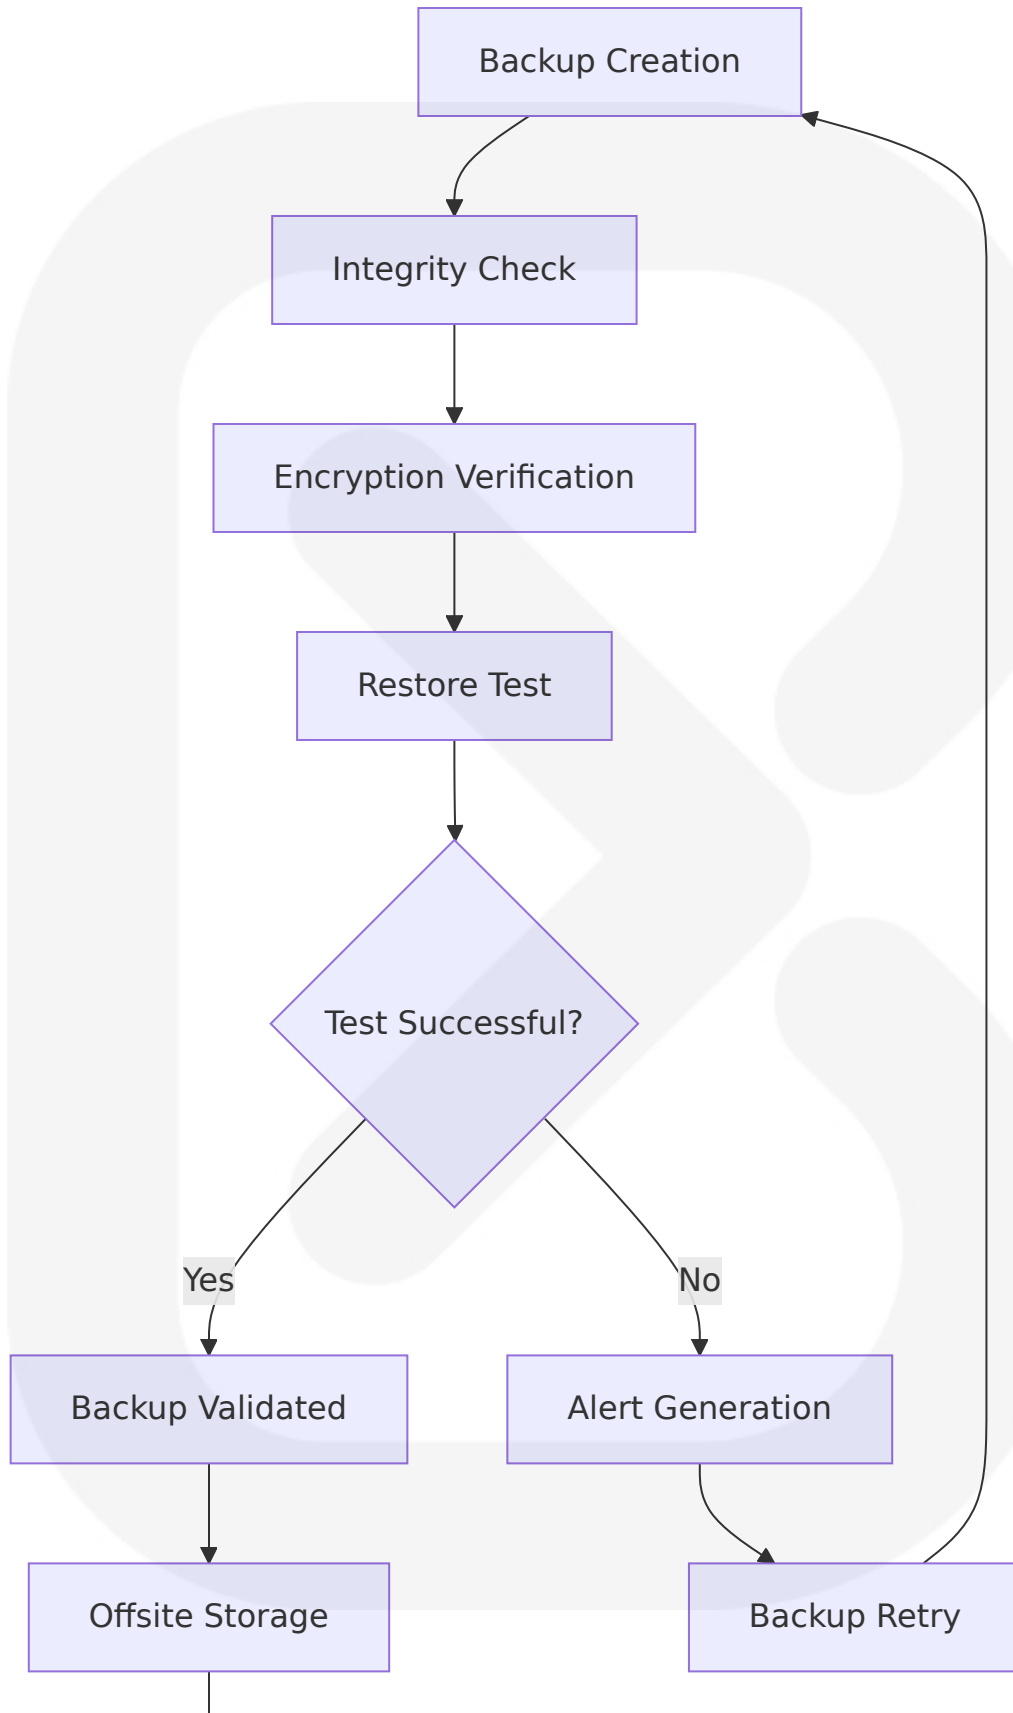 Backup Creation
Integrity Check
Encryption Verification
Restore Test
Test Successful?
Yes
No
Backup Validated
Alert Generation
Offsite Storage
Backup Retry